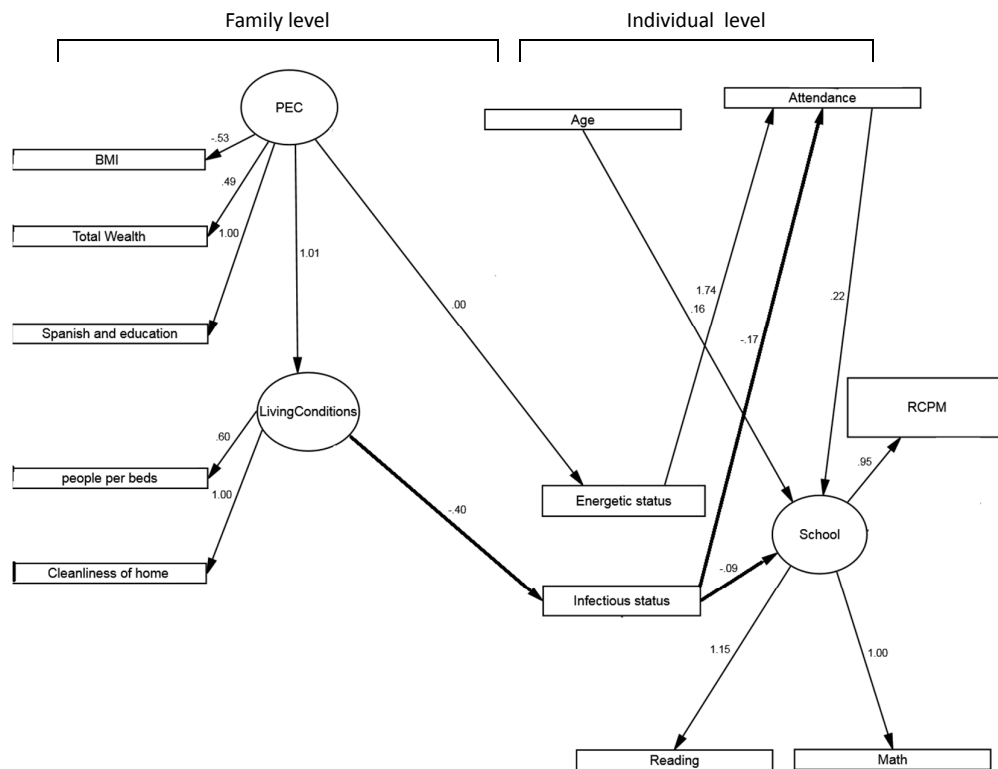 Family level
Individual level
PEC
Attendance
Age
-.53
BMI
.49
Total Wealth
1.00
1.01
1.74
.00
.16
.22
Spanish and education
-.17
LivingConditions
RCPM
.60
.95
people per beds
1.00
Energetic status
-.40
School
Cleanliness of home
-.09
Infectious status
1.15
1.00
Reading
Math